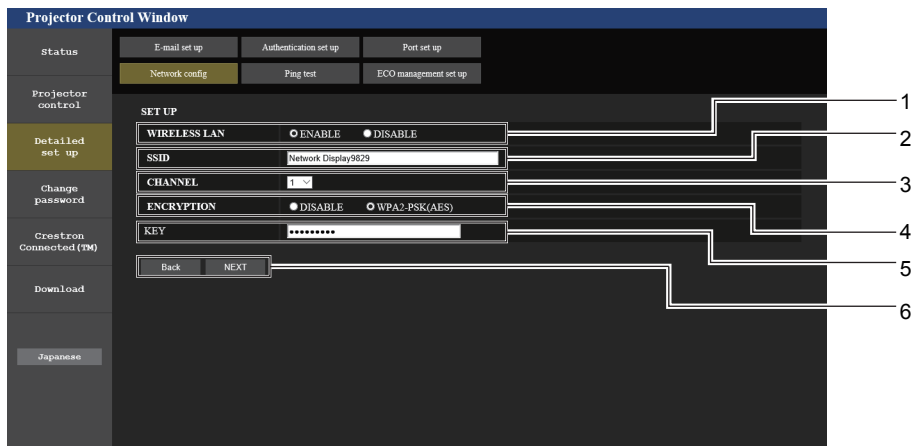 Projector Control Window
Status
E-mail set up
Authentication set up
Port set up
Network config
Ping test
ECO management set up
Projector
control
Detailed
set up
Change
password
Crestron
Connected(TM)
Download
Japanese
SET UP
WIRELESS LAN ENABLE DISABLE
SSID Network Display9829
CHANNEL 1
ENCRYPTION DISABLE WPA2-PSK(AES)
KEY •••••••••
Back NEXT
1
2
3
4
5
6